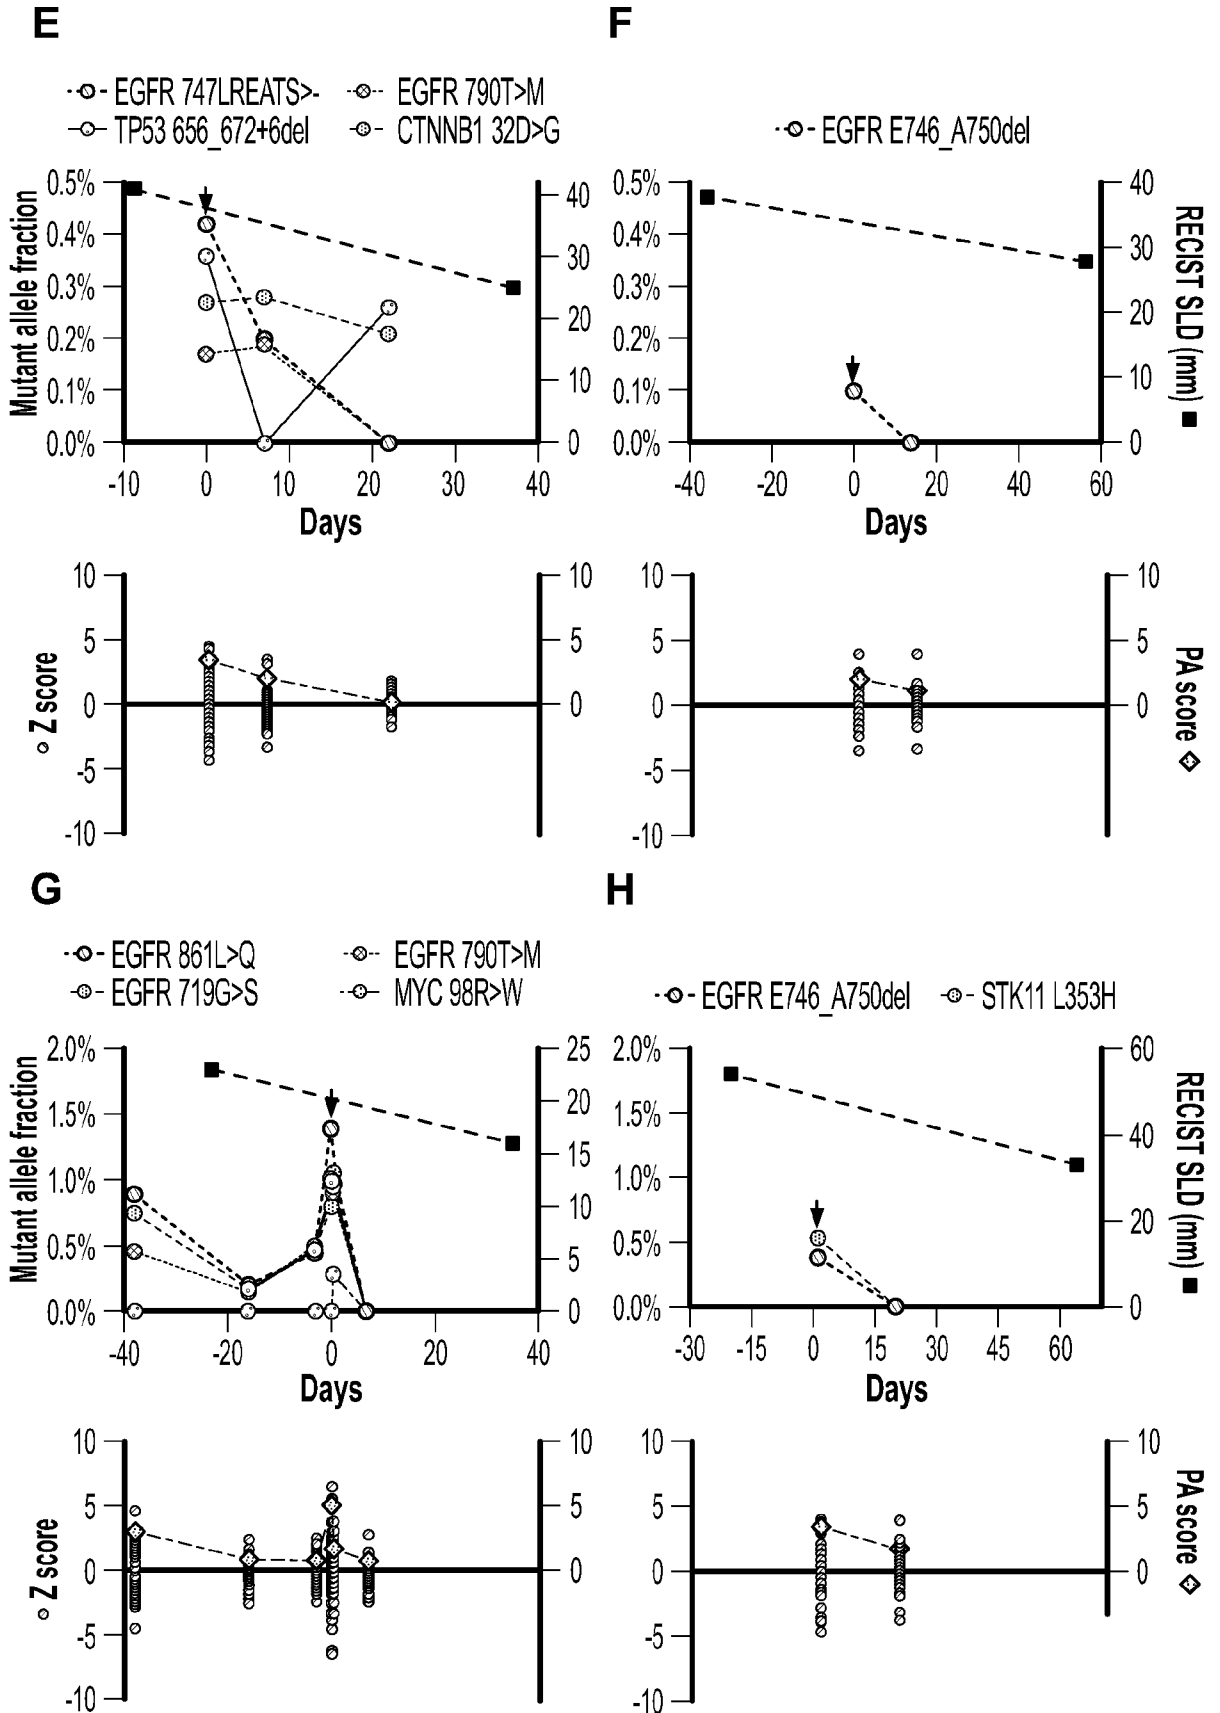 E
F
EGFR 747LREATS>-
EGFR 790T>M
TP53 656_672+6del
CTNNB1 32D>G
EGFR E746_A750del
Mutant allele fraction
0.5%
0.4%
0.3%
0.2%
0.1%
0.0%
40
30
20
10
0
-10 0 10 20 30 40
Days
0.5%
0.4%
0.3%
0.2%
0.1%
0.0%
40
30
20
10
0
-40 -20 0 20 40 60
Days
RECIST SLD (mm)
Z score
10
5
0
-5
-10
10
5
0
10
5
0
-5
-10
10
5
0
PA score
G
H
EGFR 861L>Q
EGFR 790T>M
EGFR 719G>S
MYC 98R>W
EGFR E746_A750del
STK11 L353H
Mutant allele fraction
2.0%
1.5%
1.0%
0.5%
0.0%
25
20
15
10
5
0
-40 -20 0 20 40
Days
2.0%
1.5%
1.0%
0.5%
0.0%
60
40
20
0
-30 -15 0 15 30 45 60
Days
RECIST SLD (mm)
Z score
10
5
0
-5
-10
10
5
0
10
5
0
-5
-10
10
5
0
PA score